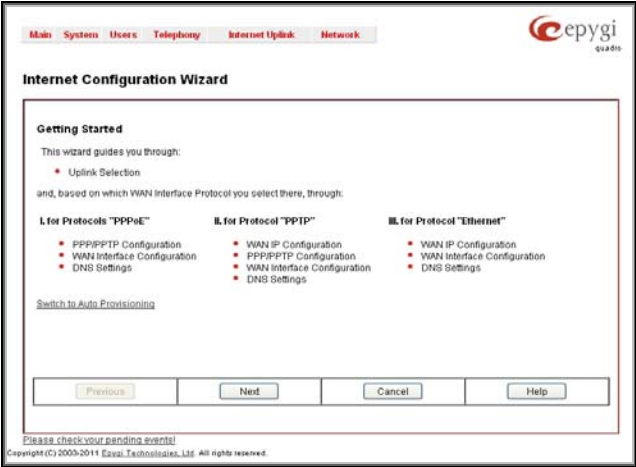 Main System Users Telephony Internet Uplink Network
epygi
quadro
Internet Configuration Wizard
Getting Started
This wizard guides you through:
Uplink Selection
and, based on which WAN Interface Protocol you select there, through:
I. for Protocols "PPPoE"
PPP/PPTP Configuration
WAN Interface Configuration
DNS Settings
II. for Protocol "PPTP"
WAN IP Configuration
PPP/PPTP Configuration
WAN Interface Configuration
DNS Settings
III. for Protocol "Ethernet"
WAN IP Configuration
WAN Interface Configuration
DNS Settings
Switch to Auto Provisioning
Previous Next Cancel Help
Please check your pending events!
Copyright (C) 2003-2011 Epygi Technologies, Ltd. All rights reserved.